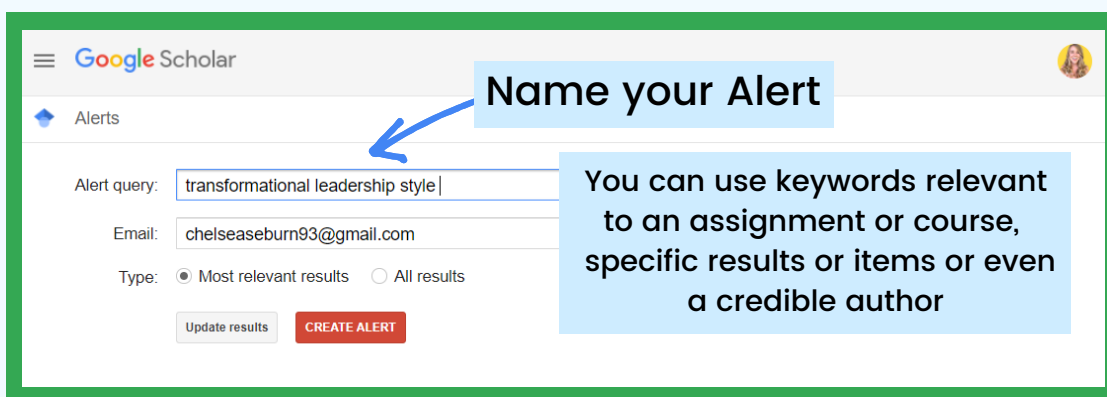 Google Scholar
Name your Alert
Alerts
Alert query: transformational leadership style
Email: chelseaseburn93@gmail.com
Type: Most relevant results All results
Update results CREATE ALERT
You can use keywords relevant
to an assignment or course,
specific results or items or even
a credible author